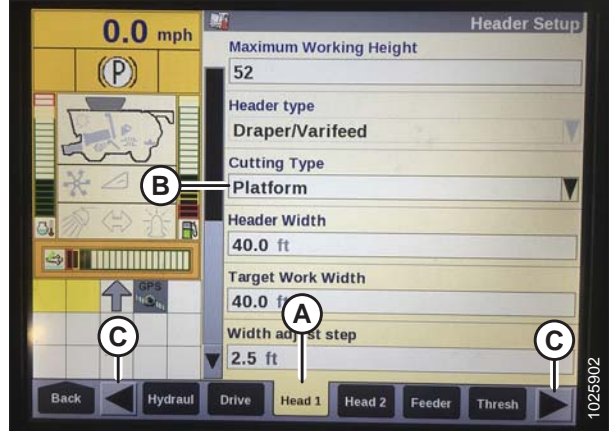 0.0 mph
Header Setup
(P)
Maximum Working Height
52
Header type
Draper/Varifeed
Cutting Type
B
Platform
Header Width
40.0 ft
GPS
Target Work Width
40.0 ft
A
C
C
Width adjust step
2.5 ft
Back
Hydraul
Drive
Head 1
Head 2
Feeder
Thresh
1025902